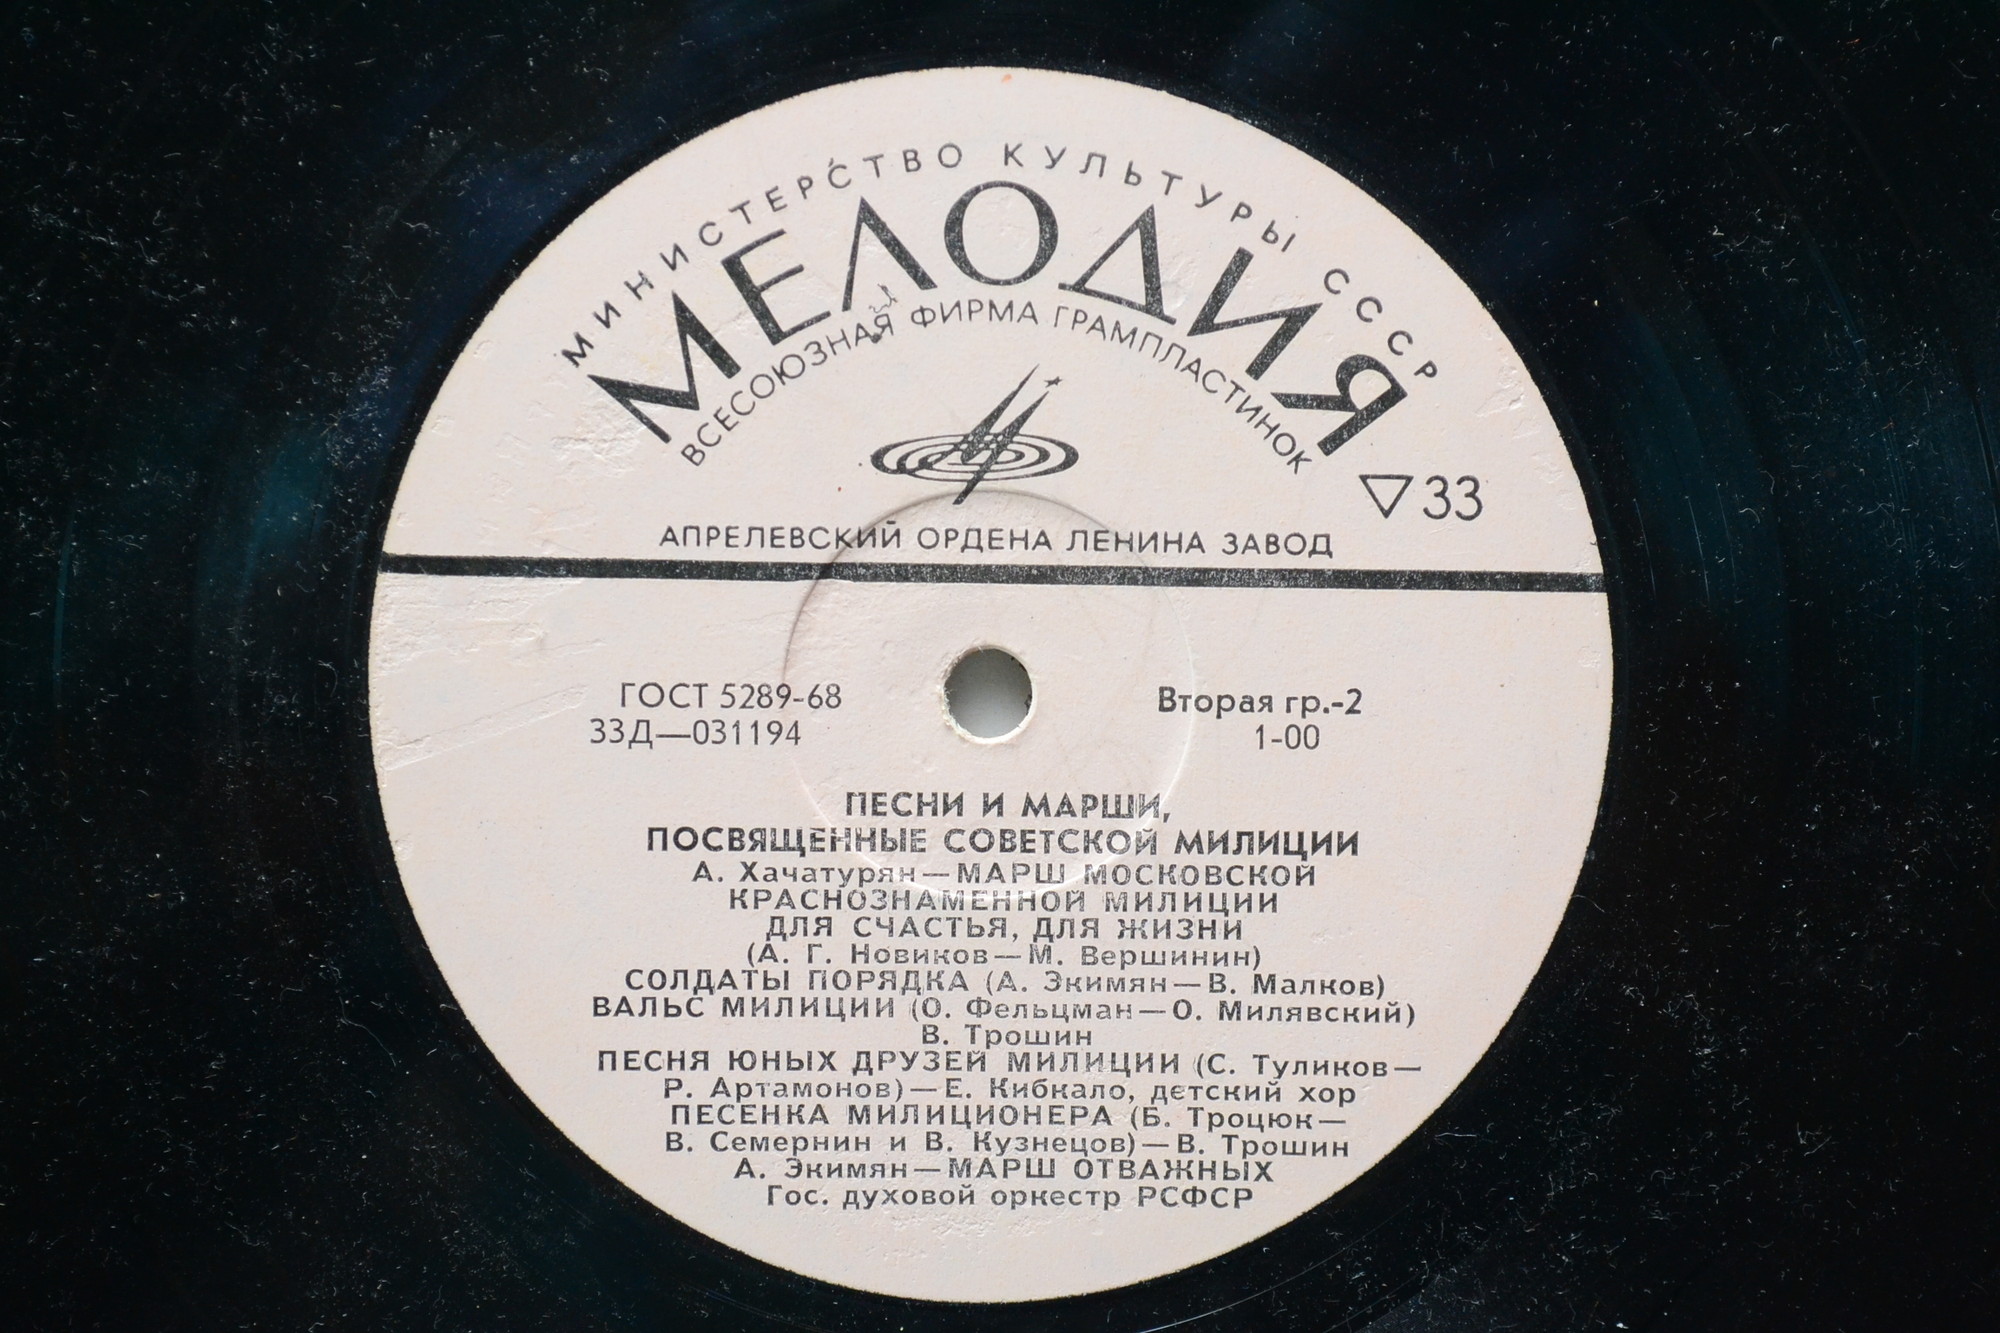 МИНИСТЕРСТВО КУЛЬТУРЫ СССР
МЕЛОДИЯ
ВСЕСОЮЗНАЯ ФИРМА ГРАМПЛАСТИНОК
▽33
АПРЕЛЕВСКИЙ ОРДЕНА ЛЕНИНА ЗАВОД
ГОСТ 5289-68
Вторая гр.-2
33Д—031194
1-00
ПЕСНИ И МАРШИ,
ПОСВЯЩЕННЫЕ СОВЕТСКОЙ МИЛИЦИИ
А. Хачатурян—МАРШ МОСКОВСКОЙ
КРАСНОЗНАМЕННОЙ МИЛИЦИИ
ДЛЯ СЧАСТЬЯ, ДЛЯ ЖИЗНИ
(А. Г. Новиков—М. Вершинин)
СОЛДАТЫ ПОРЯДКА (А. Экимян—В. Малков)
ВАЛЬС МИЛИЦИИ (О. Фельцман—О. Милявский)
В. Трошин
ПЕСНЯ ЮНЫХ ДРУЗЕЙ МИЛИЦИИ (С. Туликов—
Р. Артамонов)—Е. Кибкало, детский хор
ПЕСЕНКА МИЛИЦИОНЕРА (Б. Троцюк—
В. Семернин и В. Кузнецов)—В. Трошин
А. Экимян—МАРШ ОТВАЖНЫХ
Гос. духовой оркестр РСФСР